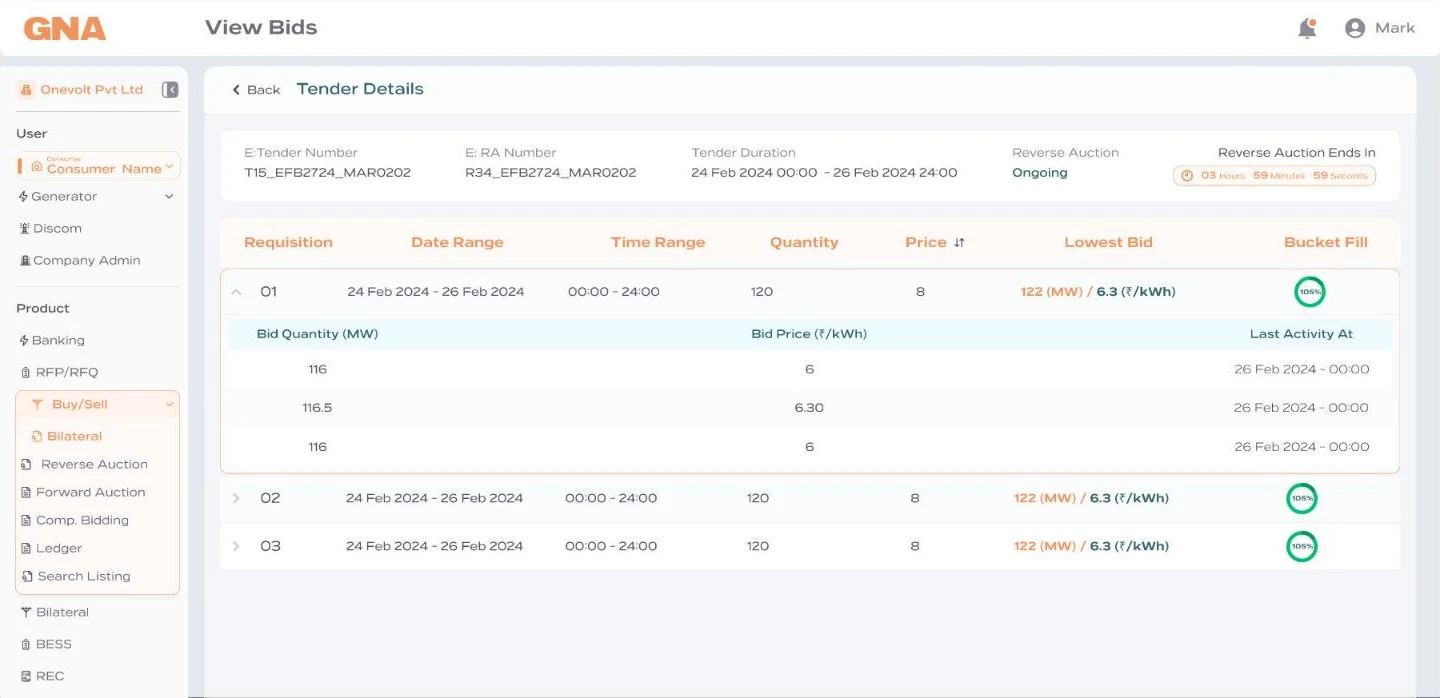 GNA
View Bids
Mark
Onevolt Pvt Ltd
User
Consumer
Consumer Name
Generator
Discom
Company Admin
Product
Banking
RFP/RFQ
Buy/Sell
Bilateral
Reverse Auction
Forward Auction
Comp. Bidding
Ledger
Search Listing
Bilateral
BESS
REC
Back Tender Details
E:Tender Number E: RA Number Tender Duration Reverse Auction Reverse Auction Ends In
T15_EFB2724_MAR0202 R34_EFB2724_MAR0202 24 Feb 2024 00:00 - 26 Feb 2024 24:00 Ongoing 03 Hours 59 Minutes 59 Seconds
Requisition Date Range Time Range Quantity Price Lowest Bid Bucket Fill
01 24 Feb 2024 - 26 Feb 2024 00:00 - 24:00 120 8 122 (MW) / 6.3 (₹/kWh) 105%
Bid Quantity (MW) Bid Price (₹/kWh) Last Activity At
116 6 26 Feb 2024 - 00:00
116.5 6.30 26 Feb 2024 - 00:00
116 6 26 Feb 2024 - 00:00
02 24 Feb 2024 - 26 Feb 2024 00:00 - 24:00 120 8 122 (MW) / 6.3 (₹/kWh) 105%
03 24 Feb 2024 - 26 Feb 2024 00:00 - 24:00 120 8 122 (MW) / 6.3 (₹/kWh) 105%